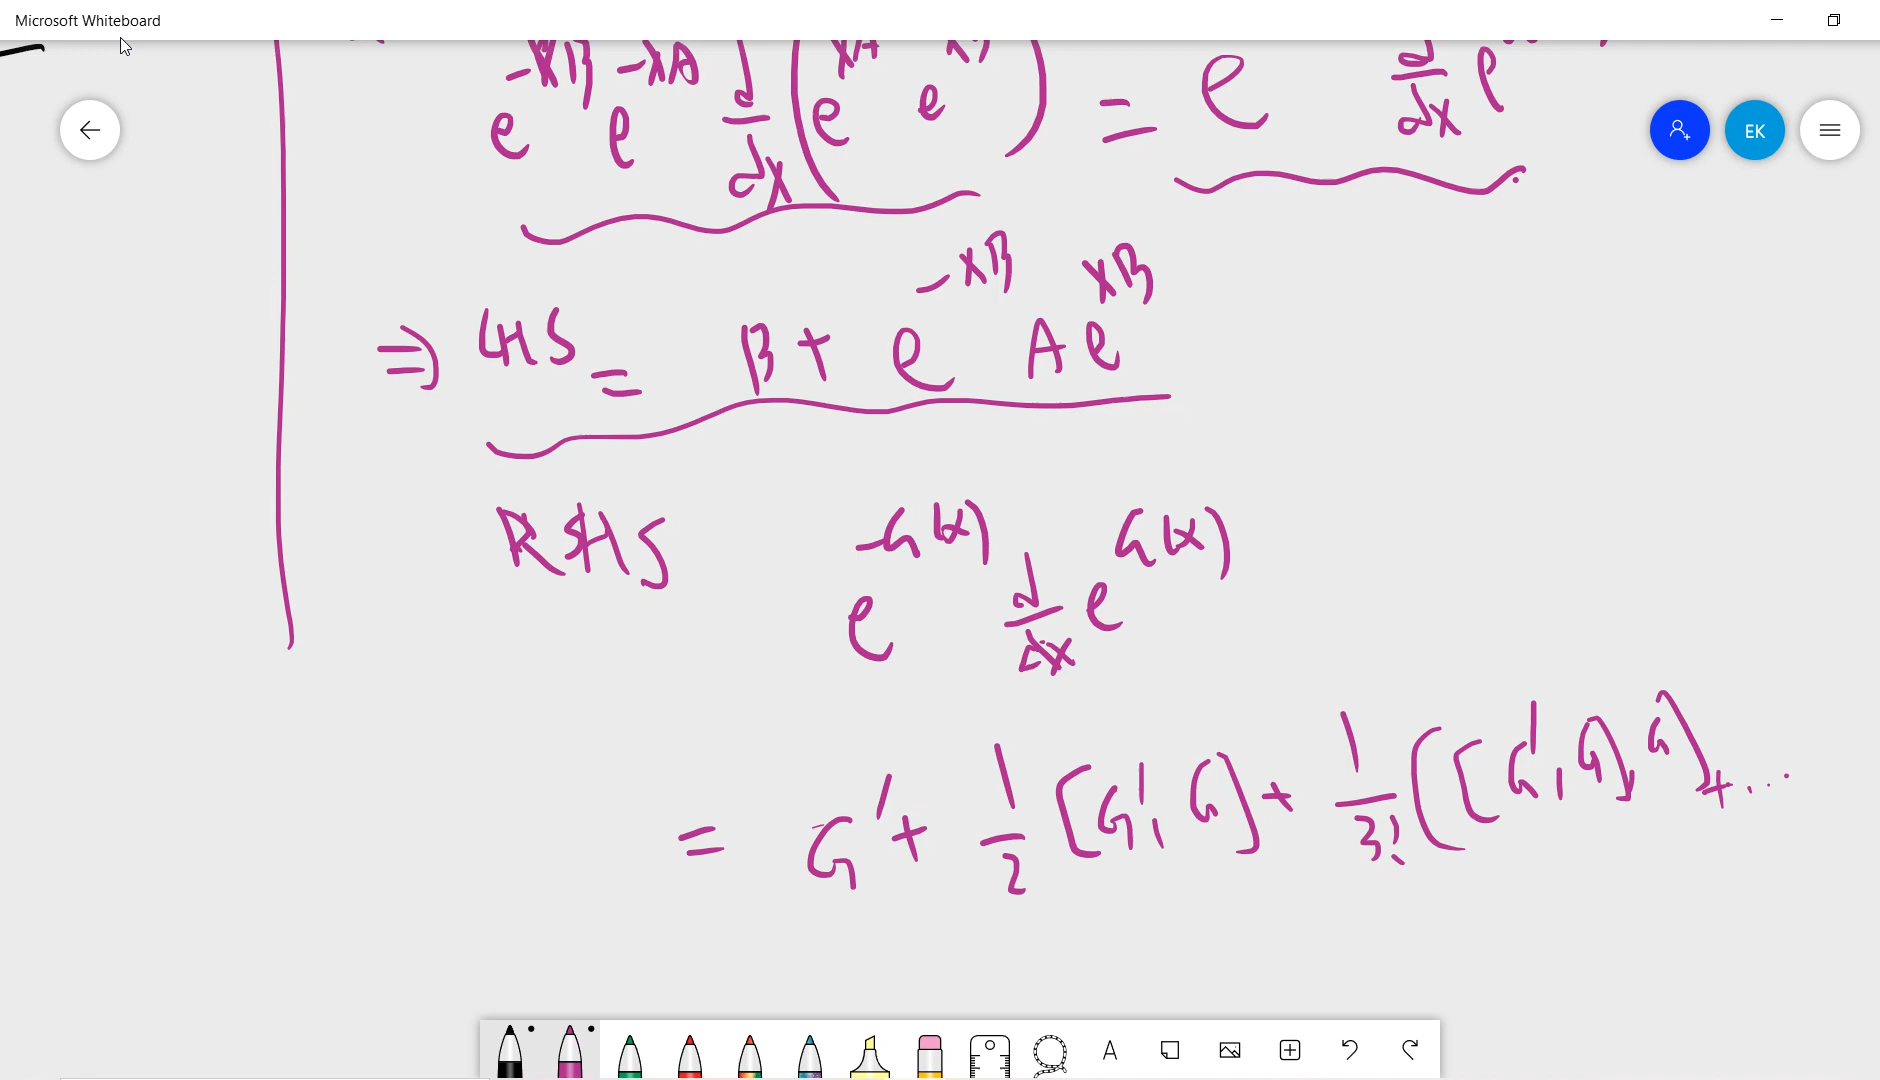 Microsoft Whiteboard
EK
e^{-xB} e^{-xA} d/dx (e^{xA} e^{xB}) = e d/dx e
⇒ LHS = B + e^{-xB} A e^{xB}
RHS e^{-G(x)} d/dx e^{G(x)}
= G' + 1/2 [G', G] + 1/3! [[G', G], G] + ...
A